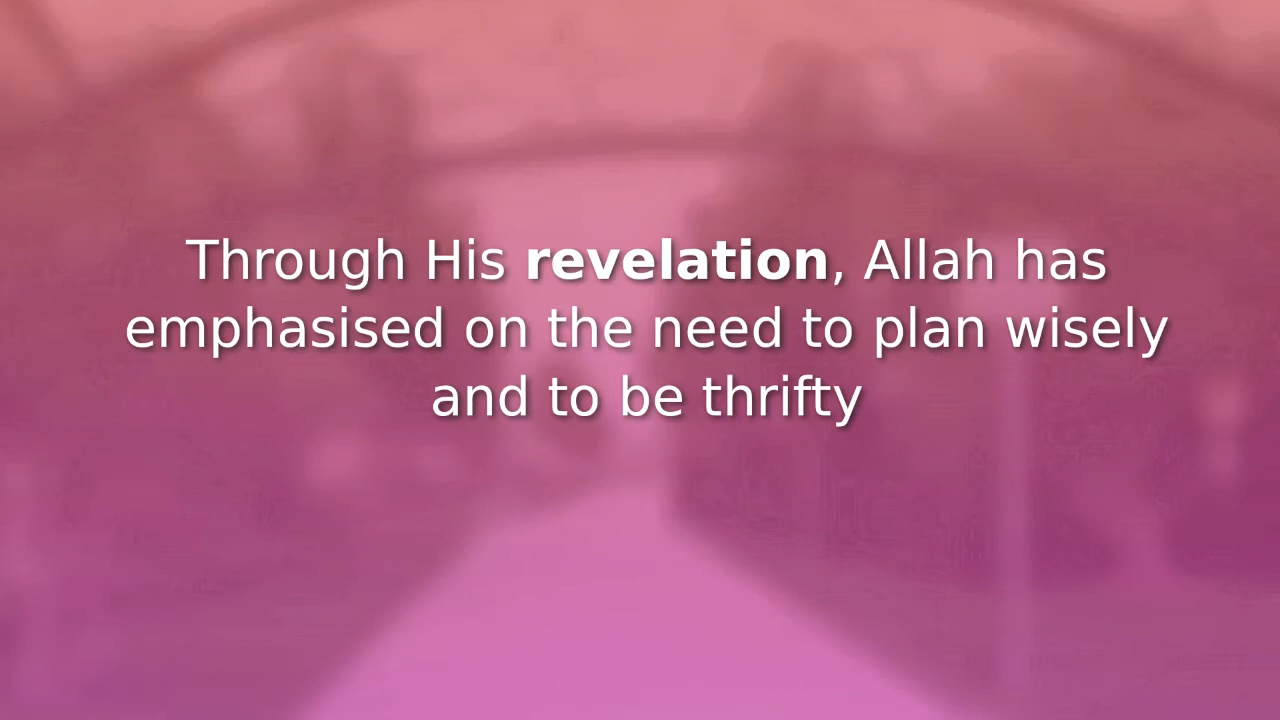 Through His revelation, Allah has
emphasised on the need to plan wisely
and to be thrifty